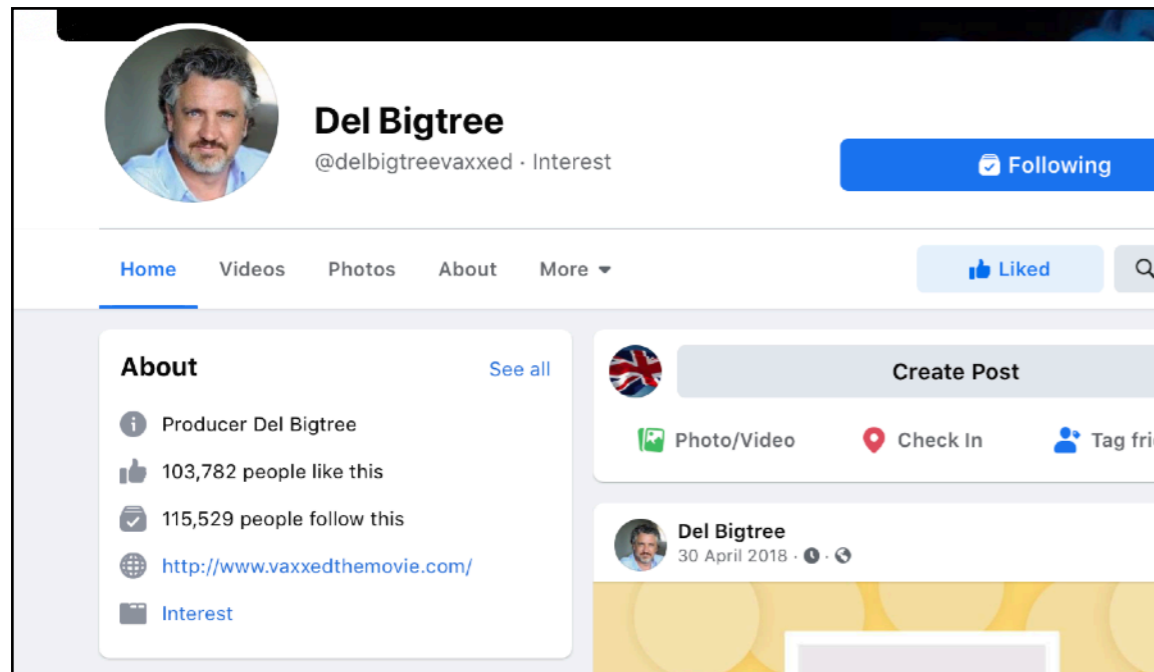 Del Bigtree
@delbigtreevaxxed · Interest
Following
Home Videos Photos About More
Liked
About See all
Producer Del Bigtree
103,782 people like this
115,529 people follow this
http://www.vaxxedthemovie.com/
Interest
Create Post
Photo/Video Check In Tag fri
Del Bigtree
30 April 2018 ·  ·